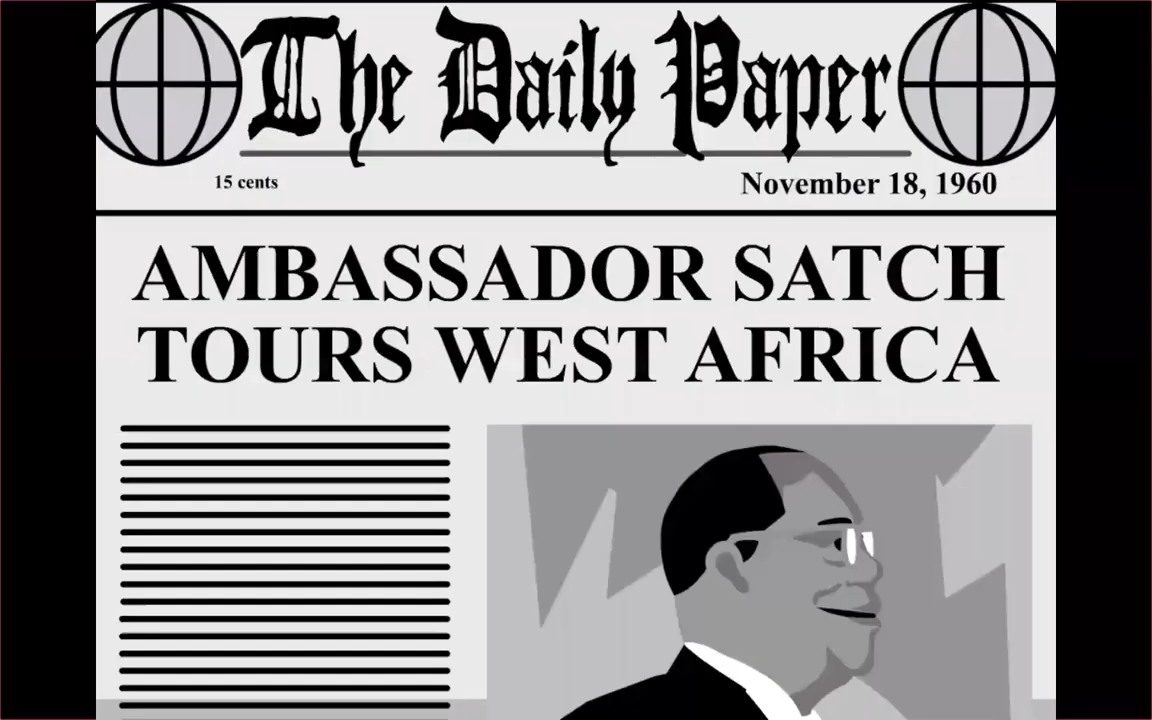 The Daily Paper
15 cents
November 18, 1960
AMBASSADOR SATCH
TOURS WEST AFRICA